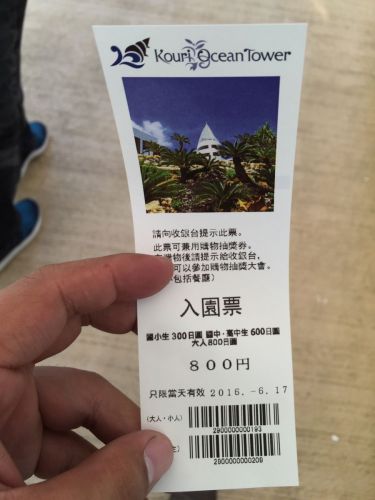 Kouri Ocean Tower
請向收銀台提示此票。
此票可兼用購物抽獎券。
物後請提示給收銀台.
可以參加購物抽獎大會。
包括餐廳)
入園票
國小生 300日圓 國中・高中生 600日圓
大人 800日圓
800円
只限當天有效 2016.-6.17
(大人・小人)
2900000000193
2900000000209